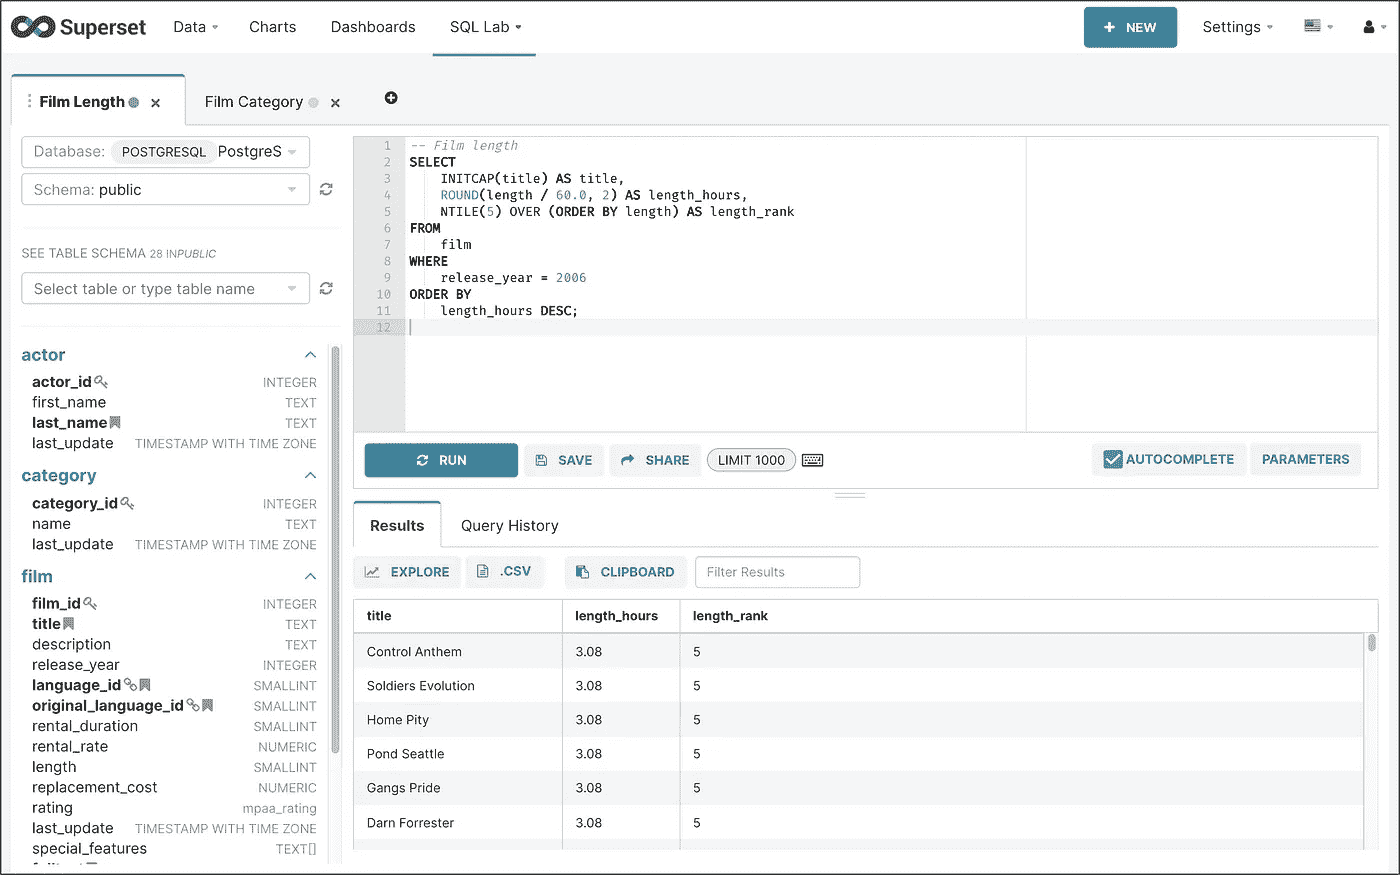 Superset Data Charts Dashboards SQL Lab + NEW Settings
Film Length × Film Category ×
Database: POSTGRESQL PostgreS
Schema: public
SEE TABLE SCHEMA 28 IN PUBLIC
Select table or type table name
actor
actor_id INTEGER
first_name TEXT
last_name TEXT
last_update TIMESTAMP WITH TIME ZONE
category
category_id INTEGER
name TEXT
last_update TIMESTAMP WITH TIME ZONE
film
film_id INTEGER
title TEXT
description TEXT
release_year INTEGER
language_id SMALLINT
original_language_id SMALLINT
rental_duration SMALLINT
rental_rate NUMERIC
length SMALLINT
replacement_cost NUMERIC
rating mpaa_rating
last_update TIMESTAMP WITH TIME ZONE
special_features TEXT[]
1 -- Film length
2 SELECT
3 INITCAP(title) AS title,
4 ROUND(length / 60.0, 2) AS length_hours,
5 NTILE(5) OVER (ORDER BY length) AS length_rank
6 FROM
7 film
8 WHERE
9 release_year = 2006
10 ORDER BY
11 length_hours DESC;
12
RUN SAVE SHARE LIMIT 1000 AUTOCOMPLETE PARAMETERS
Results Query History
EXPLORE .CSV CLIPBOARD Filter Results
title length_hours length_rank
Control Anthem 3.08 5
Soldiers Evolution 3.08 5
Home Pity 3.08 5
Pond Seattle 3.08 5
Gangs Pride 3.08 5
Darn Forrester 3.08 5